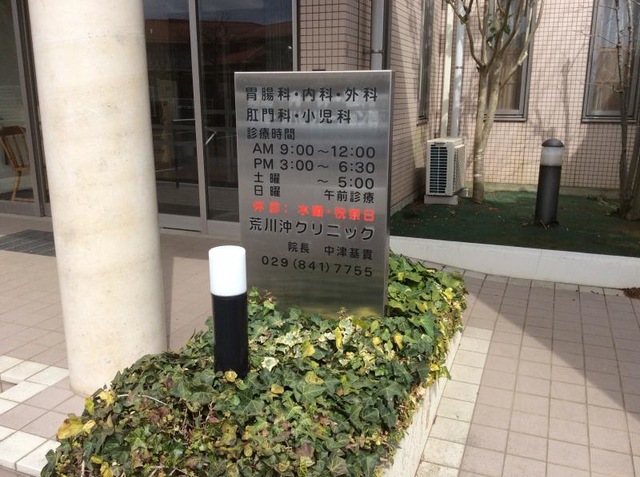 胃腸科・内科・外科
肛門科・小児科
診療時間
AM 9:00～12:00
PM 3:00～ 6:30
土曜 ～ 5:00
日曜 午前診療
休診：水曜・祝祭日
荒川沖クリニック
院長 中津基貴
029(841)7755